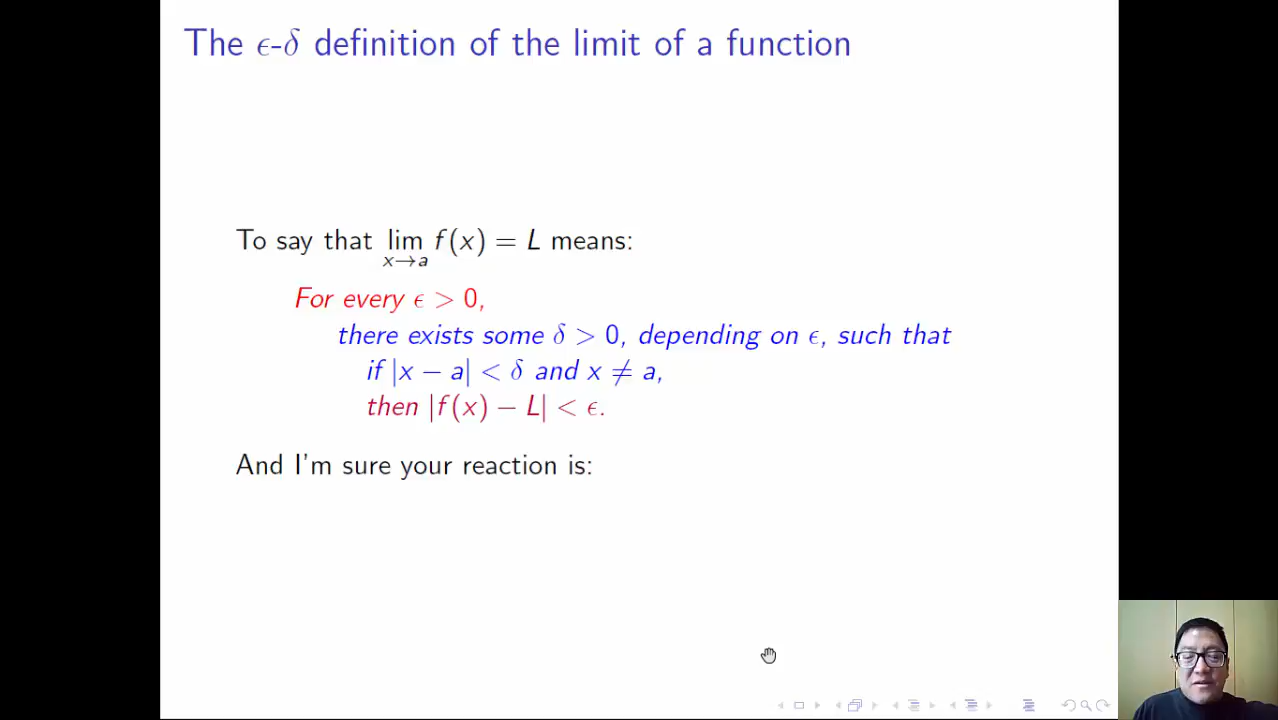 The ϵ-δ definition of the limit of a function
To say that lim f(x) = L means:
x→a
For every ϵ > 0,
there exists some δ > 0, depending on ϵ, such that
if |x − a| < δ and x ≠ a,
then |f(x) − L| < ϵ.
And I'm sure your reaction is: